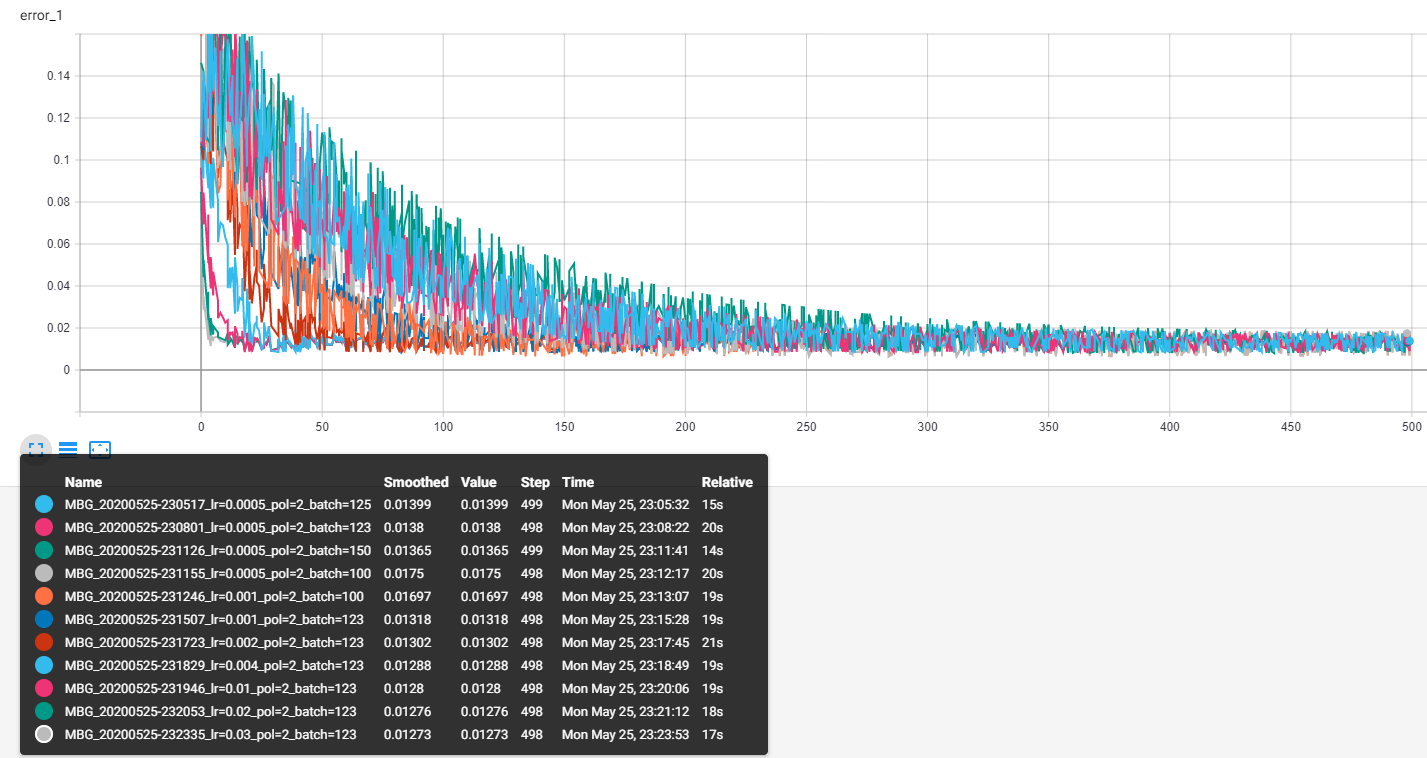 error_1
0.14
0.12
0.1
0.08
0.06
0.04
0.02
0
0 50 100 150 200 250 300 350 400 450 500
Name Smoothed Value Step Time Relative
MBG_20200525-230517_lr=0.0005_pol=2_batch=125 0.01399 0.01399 499 Mon May 25, 23:05:32 15s
MBG_20200525-230801_lr=0.0005_pol=2_batch=123 0.0138 0.0138 498 Mon May 25, 23:08:22 20s
MBG_20200525-231126_lr=0.0005_pol=2_batch=150 0.01365 0.01365 499 Mon May 25, 23:11:41 14s
MBG_20200525-231155_lr=0.0005_pol=2_batch=100 0.0175 0.0175 498 Mon May 25, 23:12:17 20s
MBG_20200525-231246_lr=0.001_pol=2_batch=100 0.01697 0.01697 498 Mon May 25, 23:13:07 19s
MBG_20200525-231507_lr=0.001_pol=2_batch=123 0.01318 0.01318 498 Mon May 25, 23:15:28 19s
MBG_20200525-231723_lr=0.002_pol=2_batch=123 0.01302 0.01302 498 Mon May 25, 23:17:45 21s
MBG_20200525-231829_lr=0.004_pol=2_batch=123 0.01288 0.01288 498 Mon May 25, 23:18:49 19s
MBG_20200525-231946_lr=0.01_pol=2_batch=123 0.0128 0.0128 498 Mon May 25, 23:20:06 19s
MBG_20200525-232053_lr=0.02_pol=2_batch=123 0.01276 0.01276 498 Mon May 25, 23:21:12 18s
MBG_20200525-232335_lr=0.03_pol=2_batch=123 0.01273 0.01273 498 Mon May 25, 23:23:53 17s